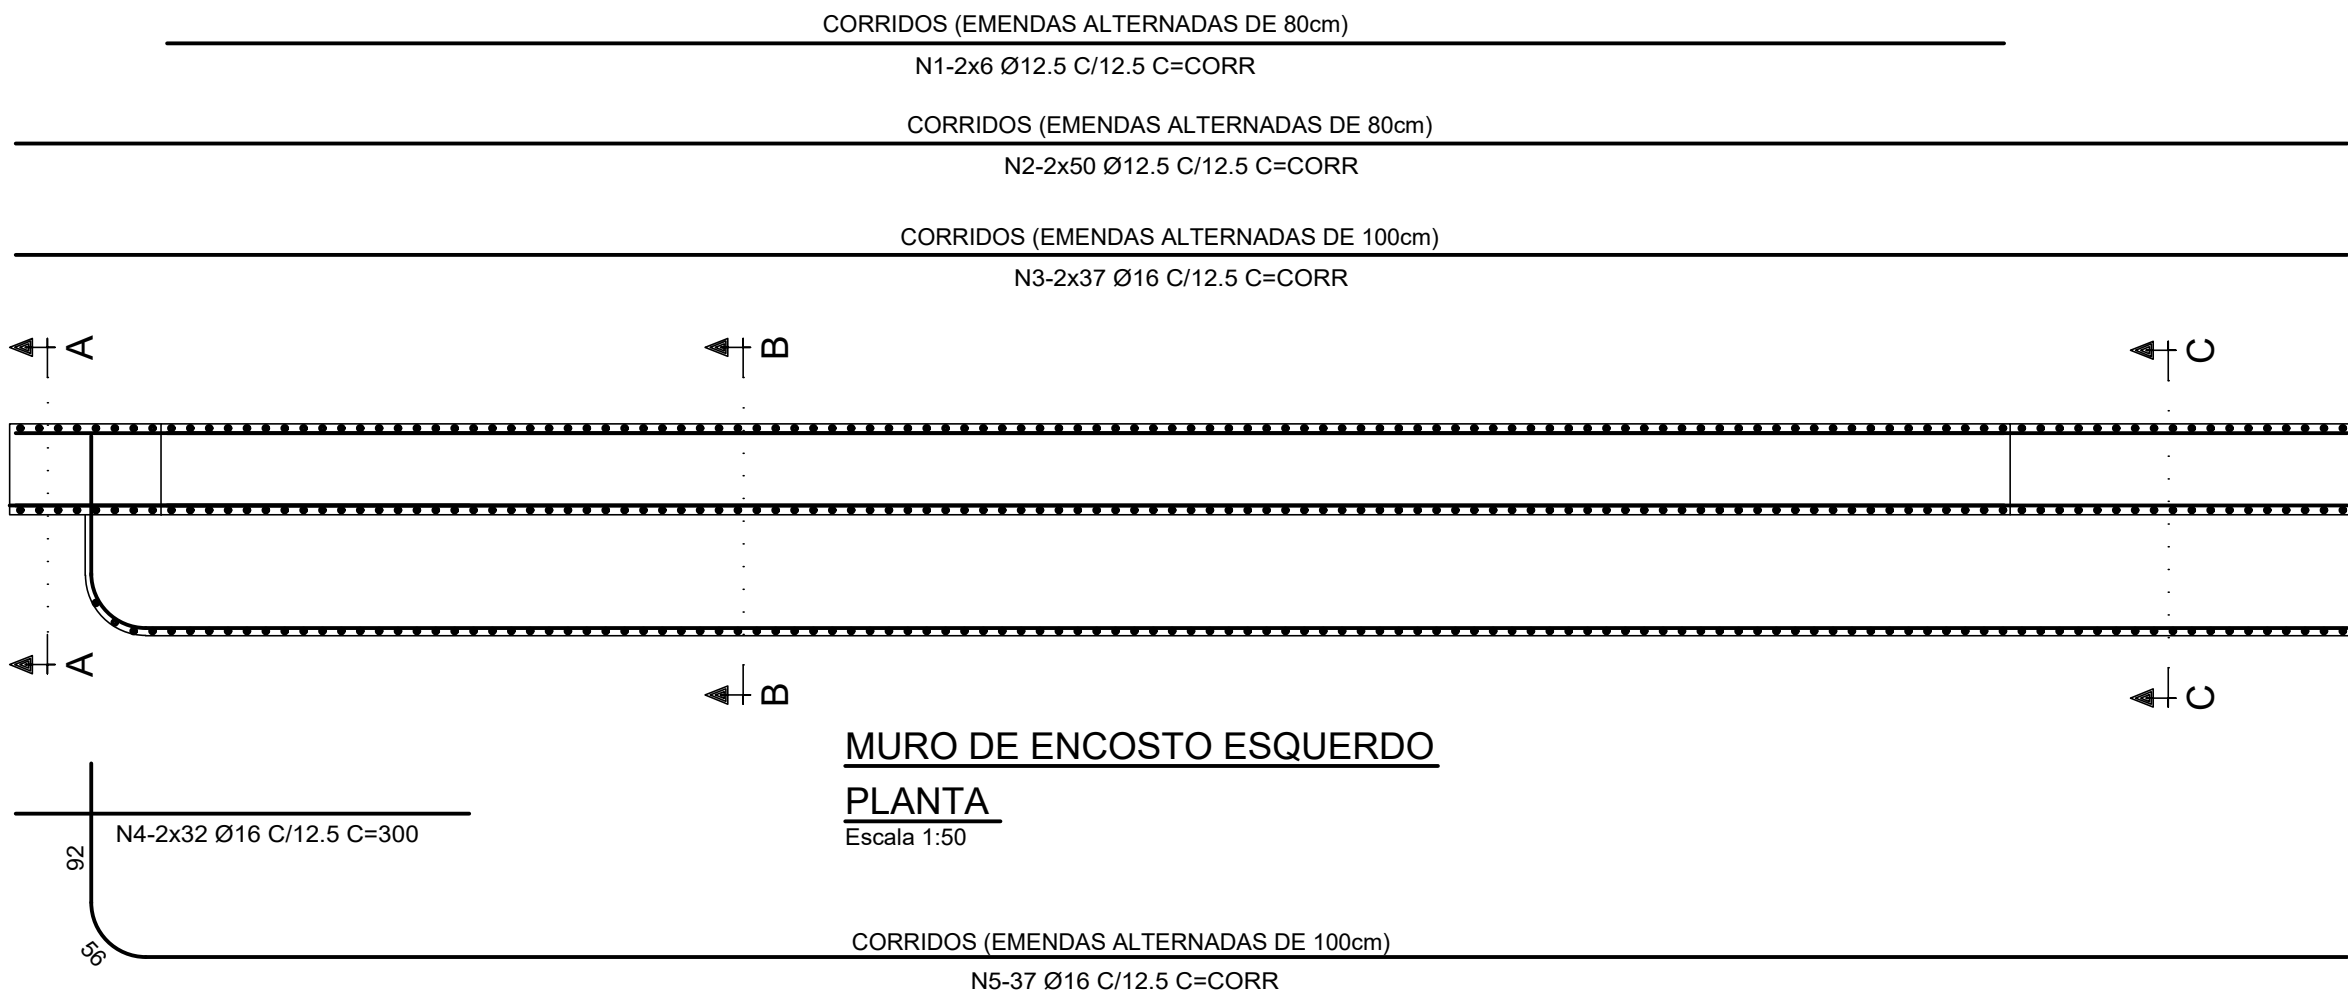 CORRIDOS (EMENDAS ALTERNADAS DE 80cm)
N1-2x6 Ø12.5 C/12.5 C=CORR
CORRIDOS (EMENDAS ALTERNADAS DE 80cm)
N2-2x50 Ø12.5 C/12.5 C=CORR
CORRIDOS (EMENDAS ALTERNADAS DE 100cm)
N3-2x37 Ø16 C/12.5 C=CORR
A
B
C
A
B
C
MURO DE ENCOSTO ESQUERDO
PLANTA
Escala 1:50
N4-2x32 Ø16 C/12.5 C=300
92
56
CORRIDOS (EMENDAS ALTERNADAS DE 100cm)
N5-37 Ø16 C/12.5 C=CORR